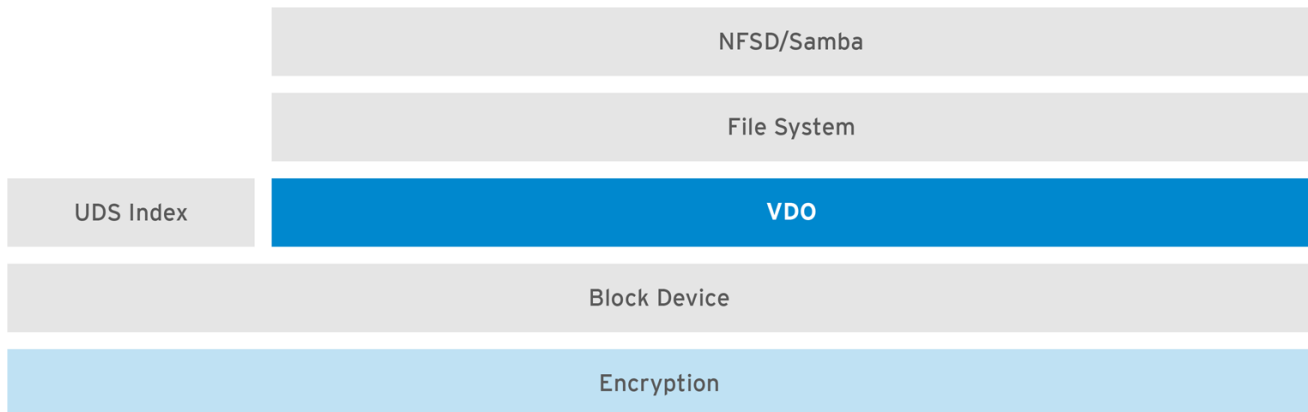 NFSD/Samba
File System
UDS Index
VDO
Block Device
Encryption